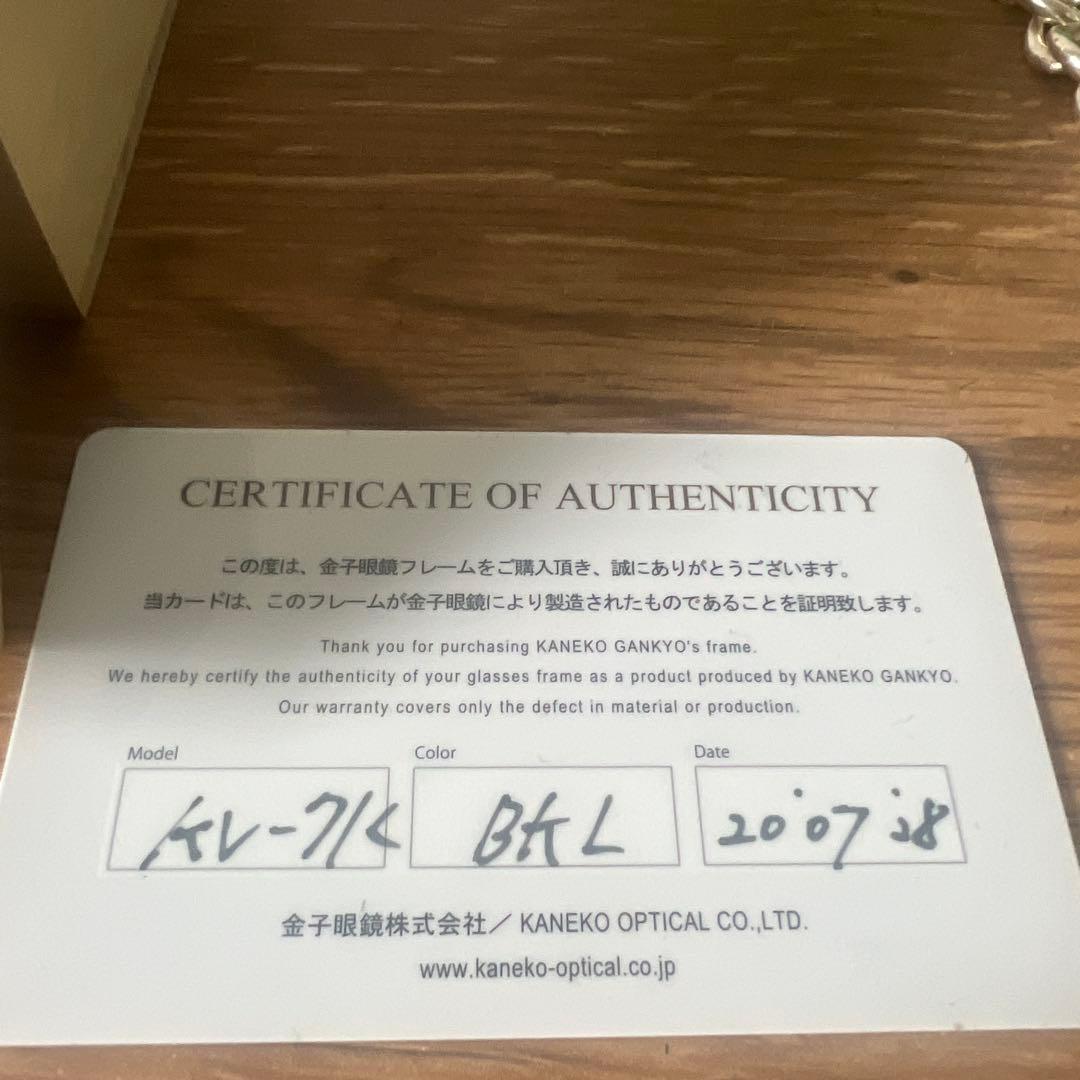 CERTIFICATE OF AUTHENTICITY
この度は、金子眼鏡フレームをご購入頂き、誠にありがとうございます。
当カードは、このフレームが金子眼鏡により製造されたものであることを証明致します。
Thank you for purchasing KANEKO GANKYO's frame.
We hereby certify the authenticity of your glasses frame as a product produced by KANEKO GANKYO.
Our warranty covers only the defect in material or production.
Model Color Date
KV-71K BKL 20'07'28
金子眼鏡株式会社／KANEKO OPTICAL CO.,LTD.
www.kaneko-optical.co.jp